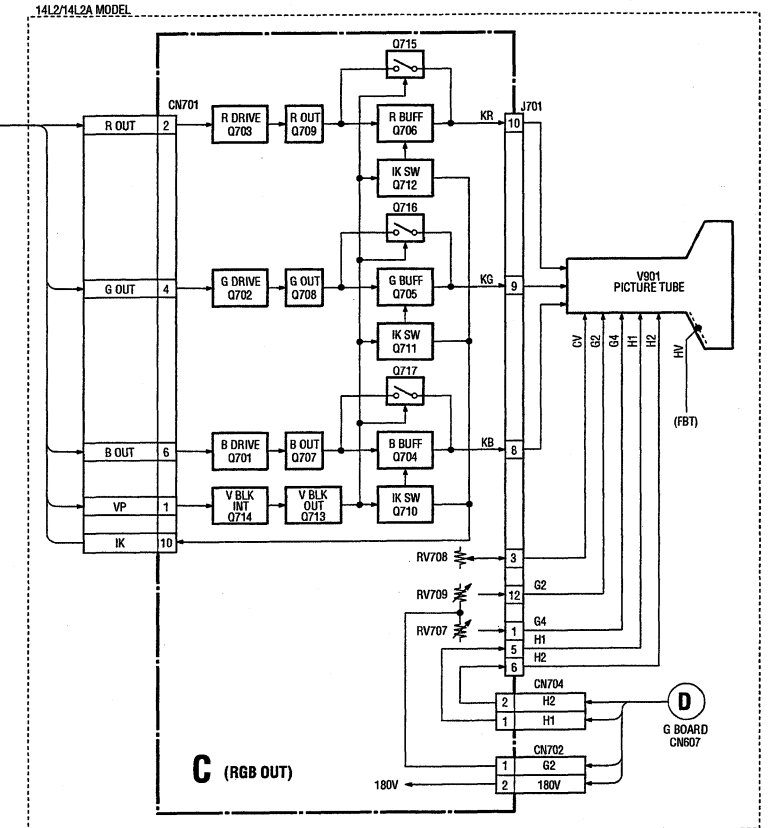 14L2/14L2A MODEL
Q715
CN701
J701
R OUT 2
R DRIVE
Q703
R OUT
Q709
R BUFF
Q706
KR
10
IK SW
Q712
Q716
G OUT 4
G DRIVE
Q702
G OUT
Q708
G BUFF
Q705
KG
9
V901
PICTURE TUBE
IK SW
Q711
CV
G2
G4
H1
H2
HV
(FBT)
Q717
B OUT 6
B DRIVE
Q701
B OUT
Q707
B BUFF
Q704
KB
8
VP 1
V BLK
INT
Q714
V BLK
OUT
Q713
IK SW
Q710
IK 10
RV708
3
RV709
12
G2
RV707
1
G4
5
H1
6
H2
CN704
2 H2
1 H1
D
G BOARD
CN607
CN702
1 G2
2 180V
180V
C (RGB OUT)